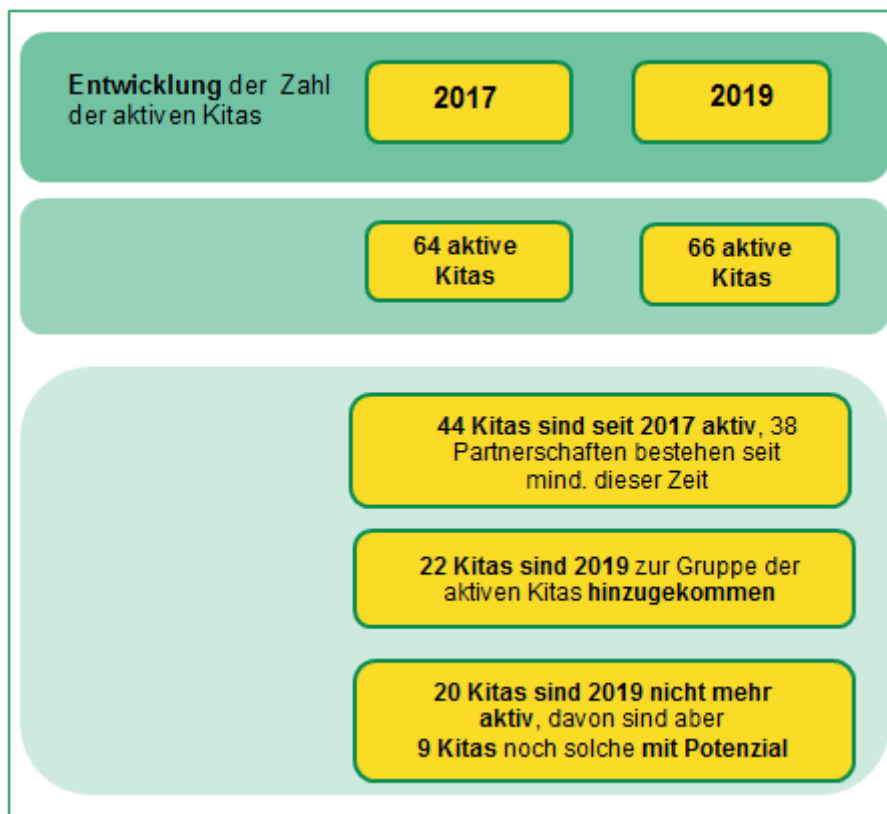 Entwicklung der Zahl
der aktiven Kitas
2017
2019
64 aktive
Kitas
66 aktive
Kitas
44 Kitas sind seit 2017 aktiv, 38
Partnerschaften bestehen seit
mind. dieser Zeit
22 Kitas sind 2019 zur Gruppe der
aktiven Kitas hinzugekommen
20 Kitas sind 2019 nicht mehr
aktiv, davon sind aber
9 Kitas noch solche mit Potenzial